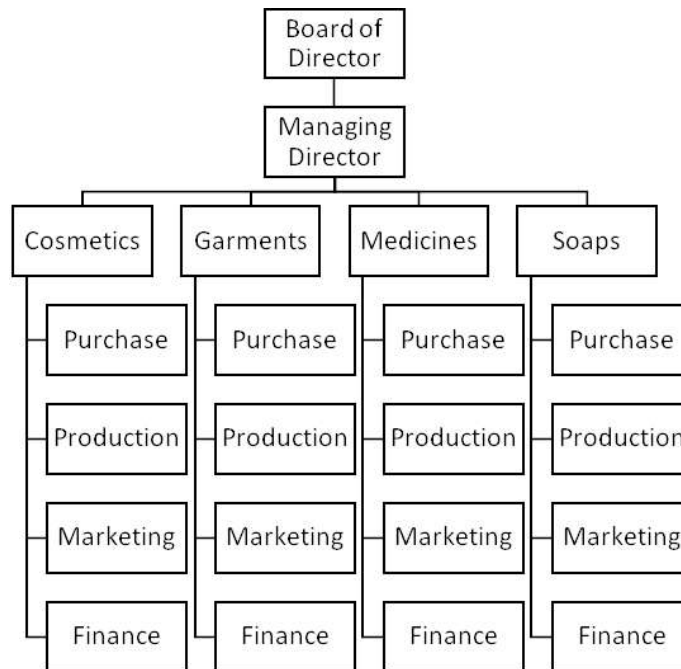 Board of
Director
Managing
Director
Cosmetics
Garments
Medicines
Soaps
Purchase
Purchase
Purchase
Purchase
Production
Production
Production
Production
Marketing
Marketing
Marketing
Marketing
Finance
Finance
Finance
Finance